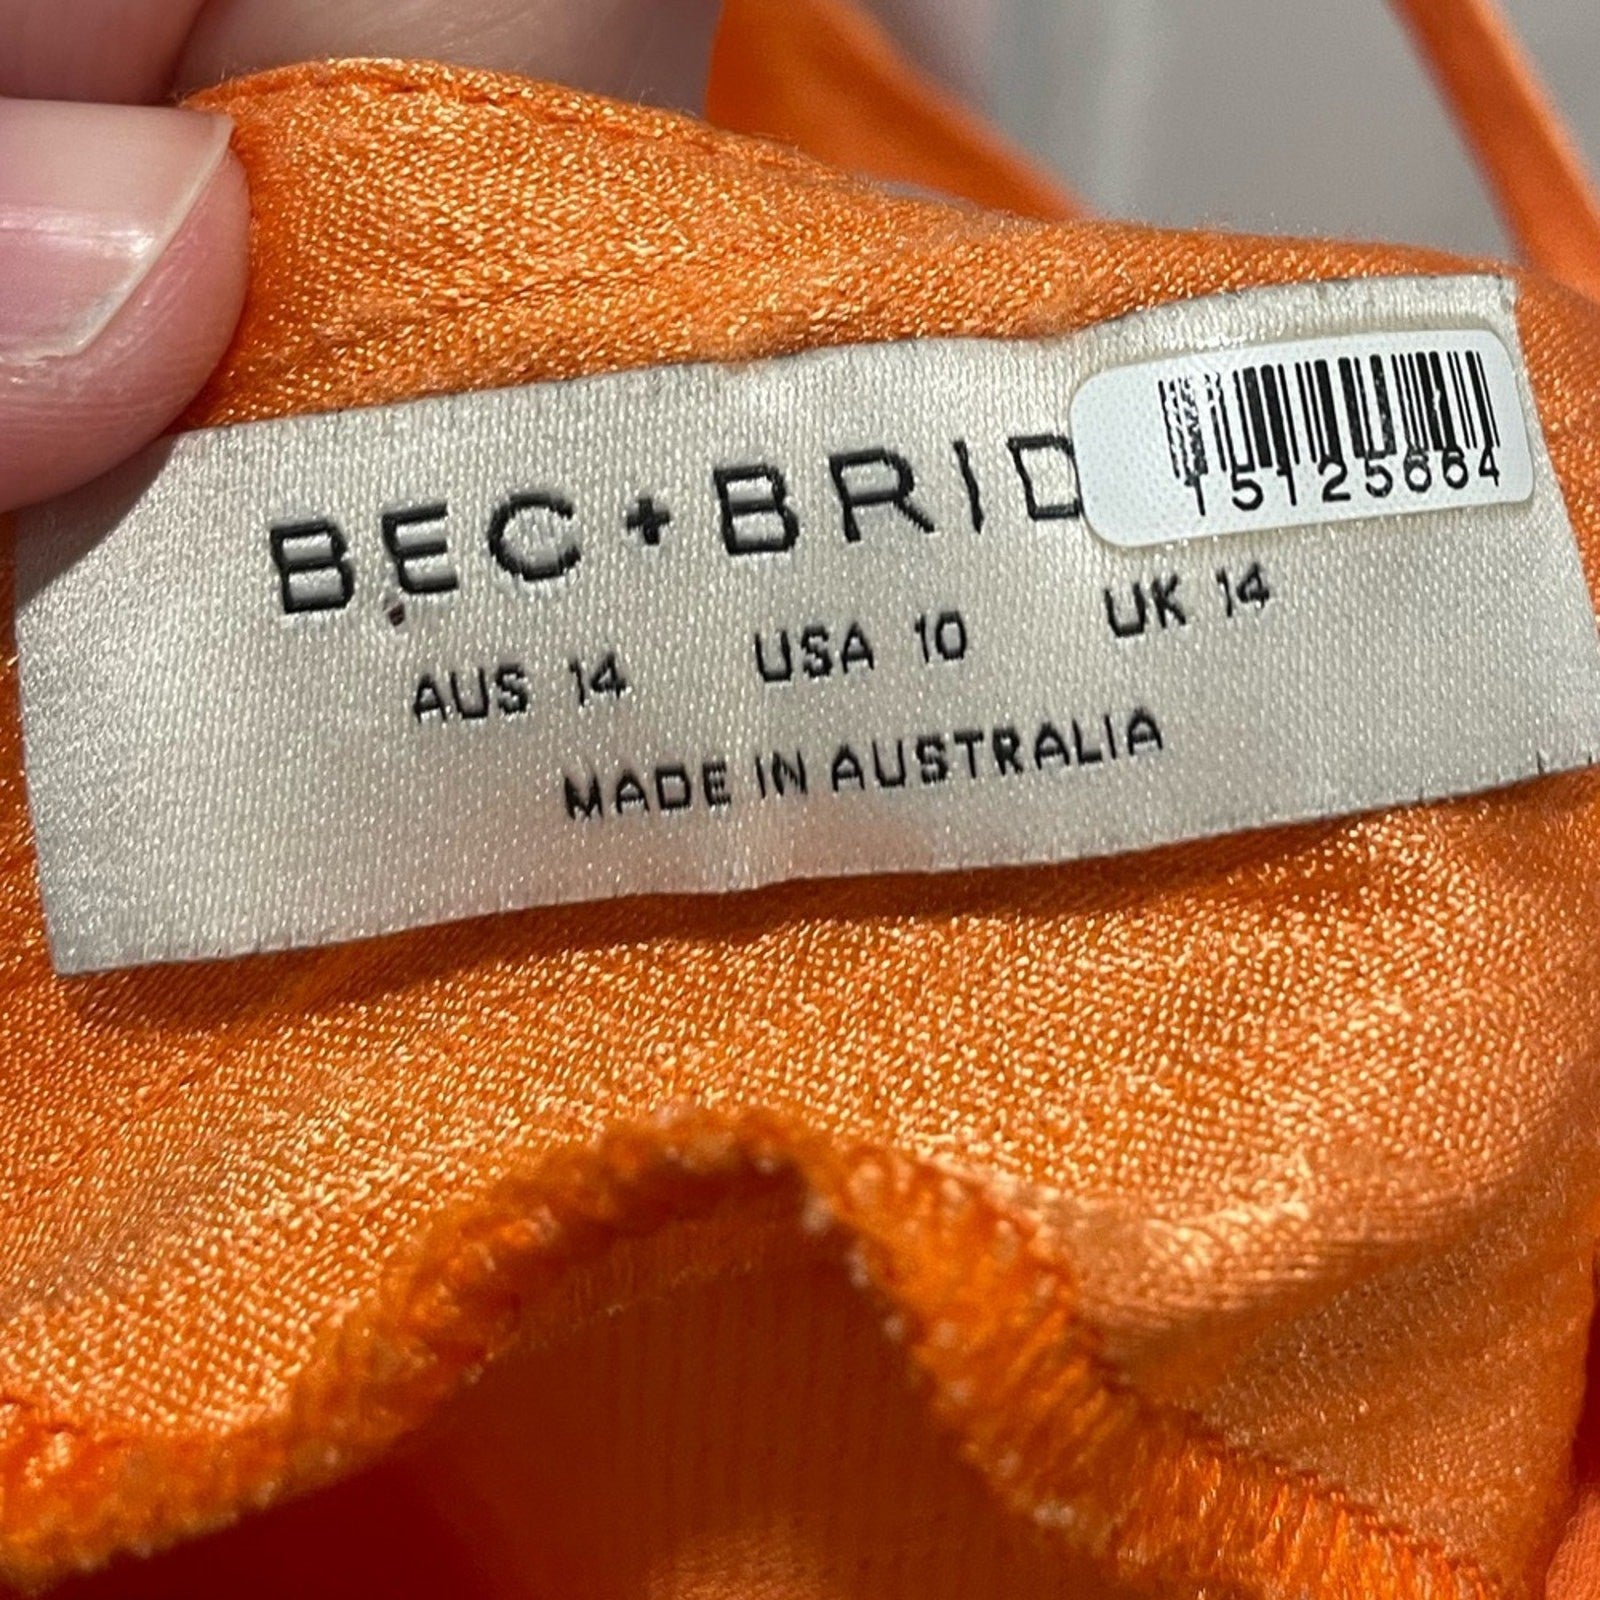 BEC+BRID
15125664
AUS 14 USA 10 UK 14
MADE IN AUSTRALIA